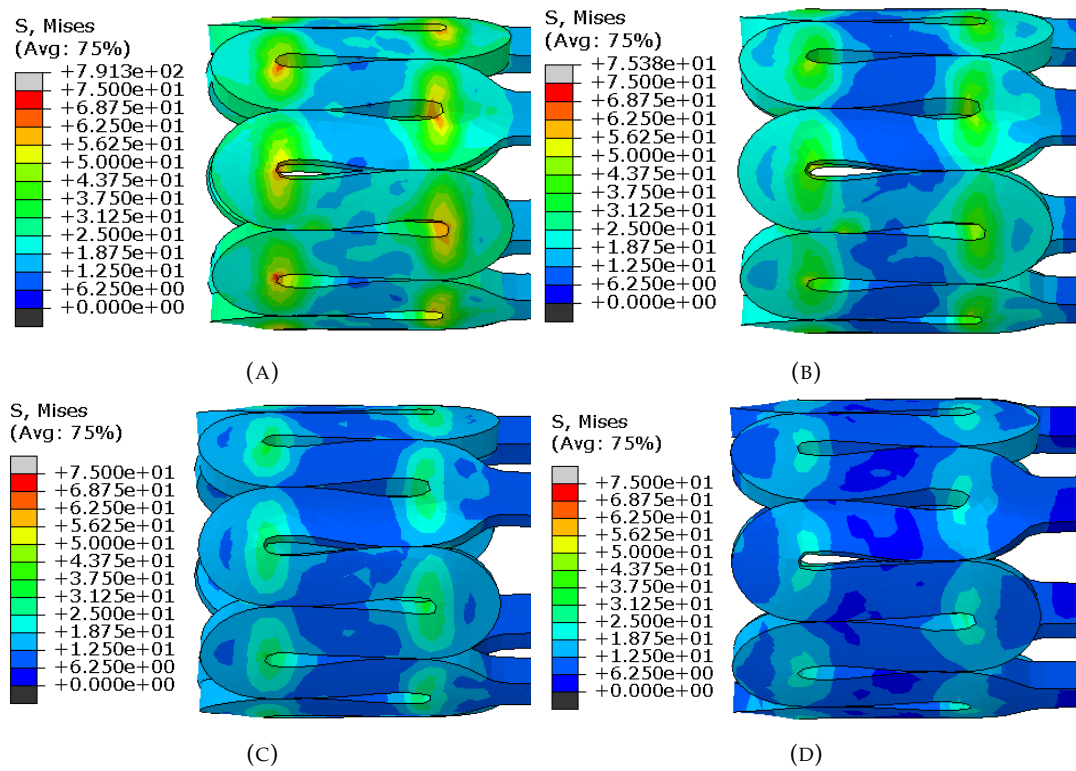 S, Mises
(Avg: 75%)
+7.913e+02
+7.500e+01
+6.875e+01
+6.250e+01
+5.625e+01
+5.000e+01
+4.375e+01
+3.750e+01
+3.125e+01
+2.500e+01
+1.875e+01
+1.250e+01
+6.250e+00
+0.000e+00
(A)
S, Mises
(Avg: 75%)
+7.538e+01
+7.500e+01
+6.875e+01
+6.250e+01
+5.625e+01
+5.000e+01
+4.375e+01
+3.750e+01
+3.125e+01
+2.500e+01
+1.875e+01
+1.250e+01
+6.250e+00
+0.000e+00
(B)
S, Mises
(Avg: 75%)
+7.500e+01
+6.875e+01
+6.250e+01
+5.625e+01
+5.000e+01
+4.375e+01
+3.750e+01
+3.125e+01
+2.500e+01
+1.875e+01
+1.250e+01
+6.250e+00
+0.000e+00
(C)
S, Mises
(Avg: 75%)
+7.500e+01
+6.875e+01
+6.250e+01
+5.625e+01
+5.000e+01
+4.375e+01
+3.750e+01
+3.125e+01
+2.500e+01
+1.875e+01
+1.250e+01
+6.250e+00
+0.000e+00
(D)